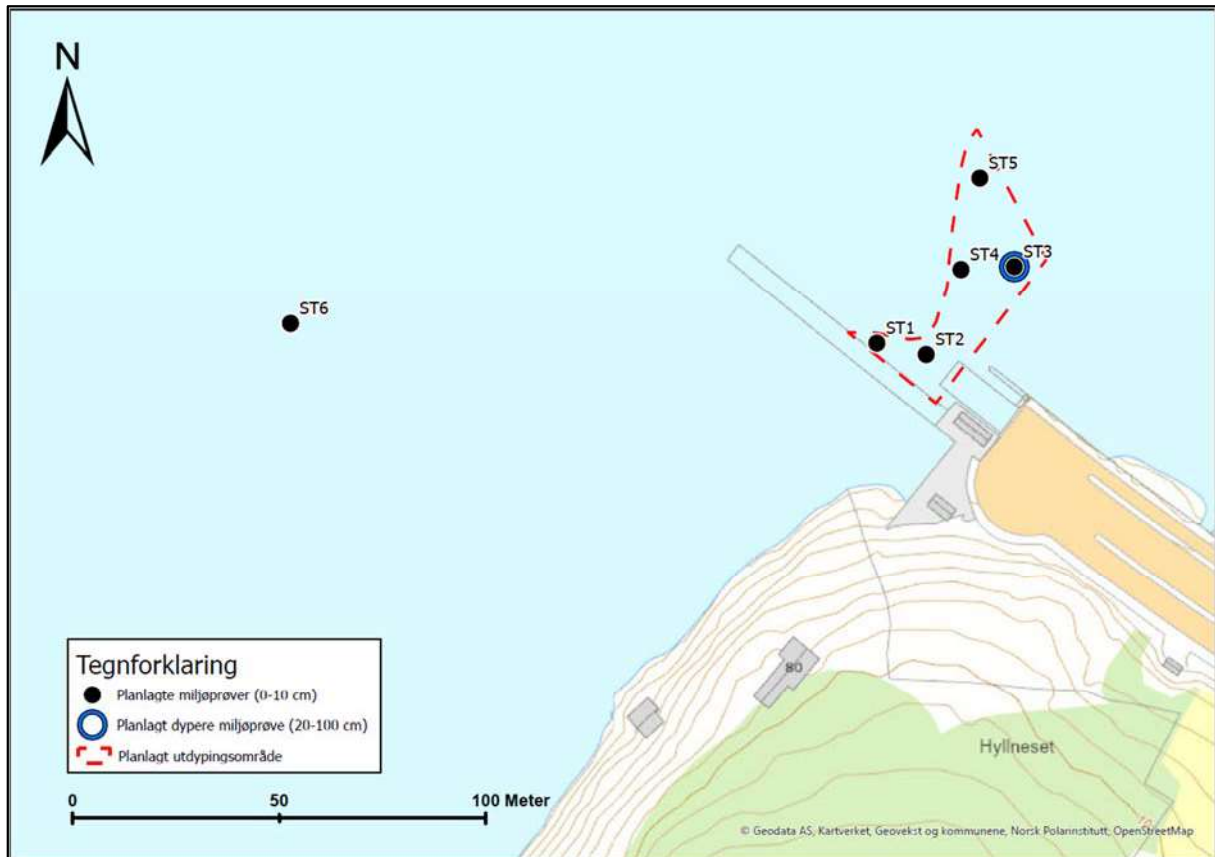 N
ST5
ST4
ST3
ST6
ST1
ST2
80
Hyllneset
Tegnforklaring
Planlagte miljøprøver (0-10 cm)
Planlagt dypere miljøprøve (20-100 cm)
Planlagt utdypingsområde
0 50 100 Meter
10
© Geodata AS, Kartverket, Geovekst og kommunene, Norsk Polarinstitutt, OpenStreetMap